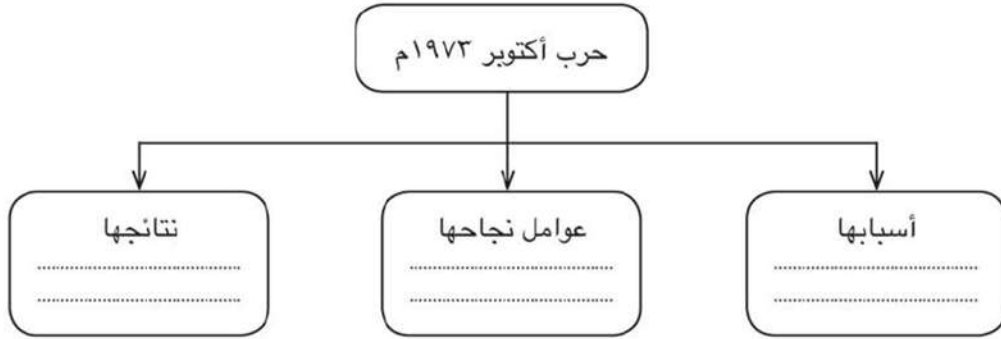 حرب أكتوبر ١٩٧٣م
أسبابها
عوامل نجاحها
نتائجها